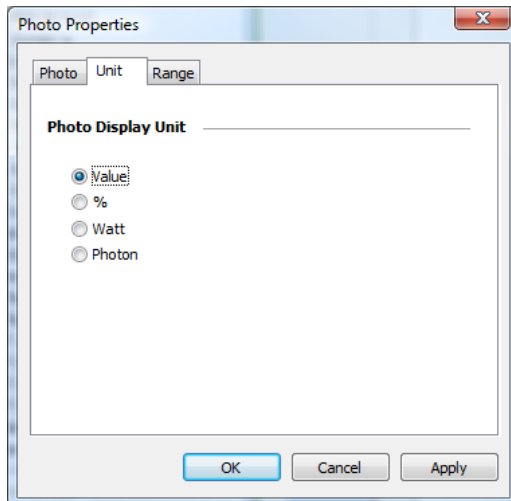 Photo Properties
Photo Unit Range
Photo Display Unit
Value
%
Watt
Photon
OK Cancel Apply